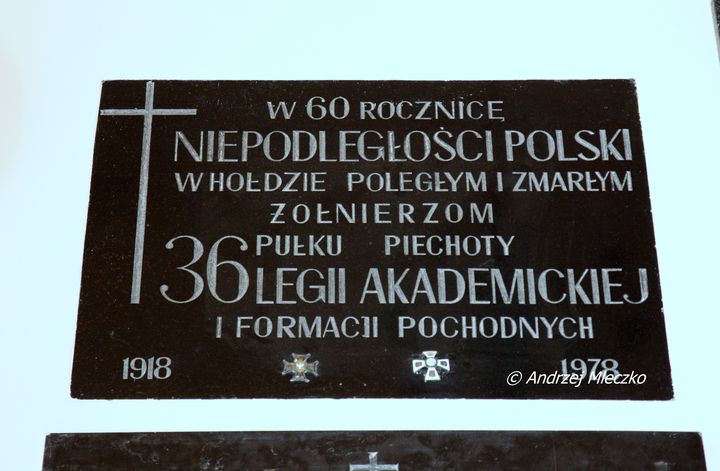 W 60 ROCZNICĘ
NIEPODLEGŁOŚCI POLSKI
W HOŁDZIE POLEGŁYM I ZMARŁYM
ŻOŁNIERZOM
36 PUŁKU PIECHOTY
LEGII AKADEMICKIEJ
I FORMACJI POCHODNYCH
1918 1978
© Andrzej Mleczko